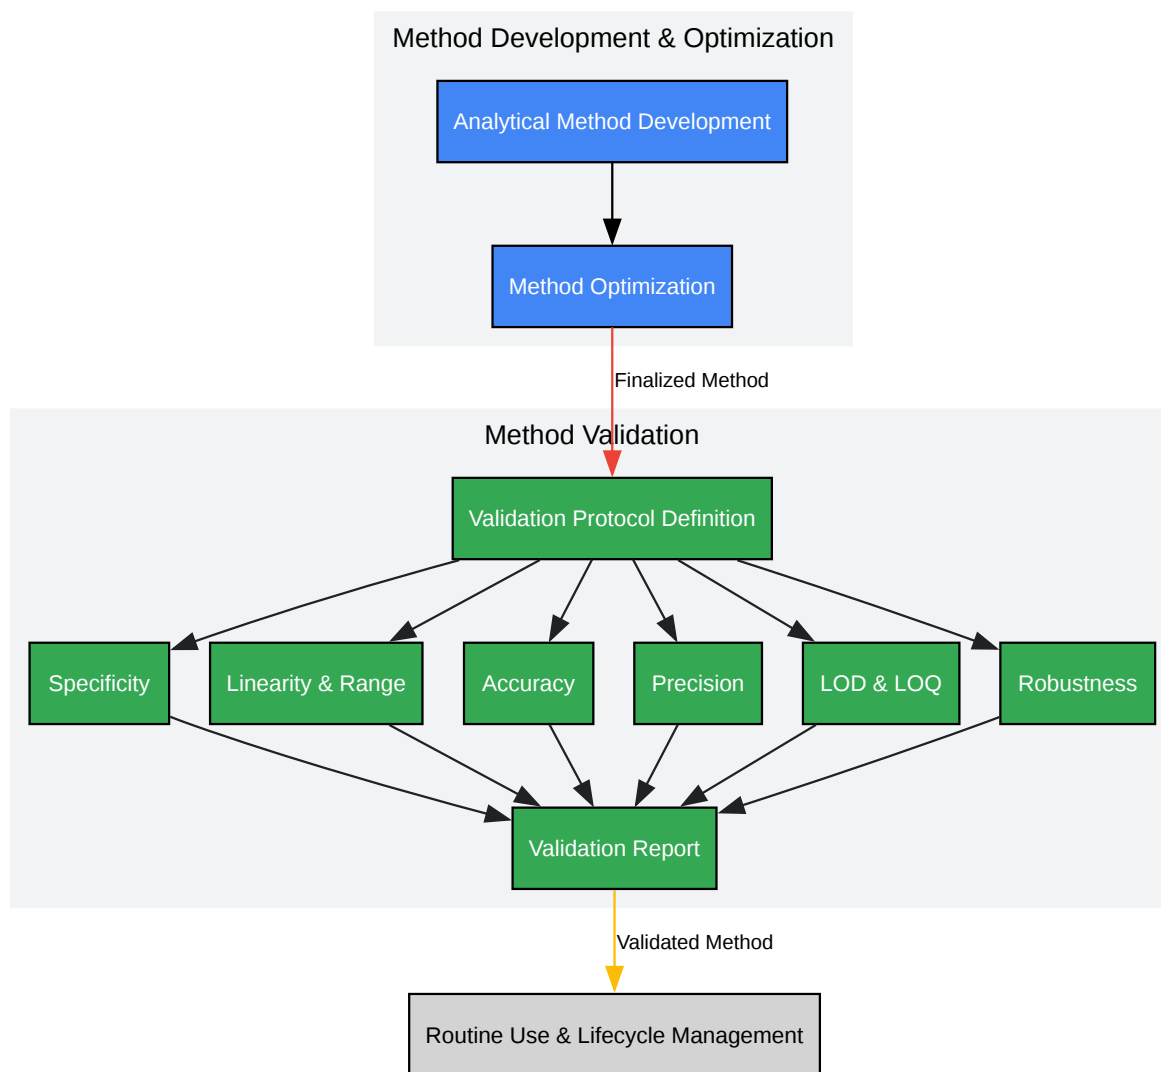 Method Development & Optimization
Analytical Method Development
Method Optimization
Finalized Method
Method Validation
Validation Protocol Definition
Specificity
Linearity & Range
Accuracy
Precision
LOD & LOQ
Robustness
Validation Report
Validated Method
Routine Use & Lifecycle Management